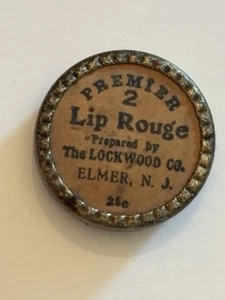 PREMIER
2
Lip Rouge
Prepared by
The LOCKWOOD CO.
ELMER, N. J.
25c